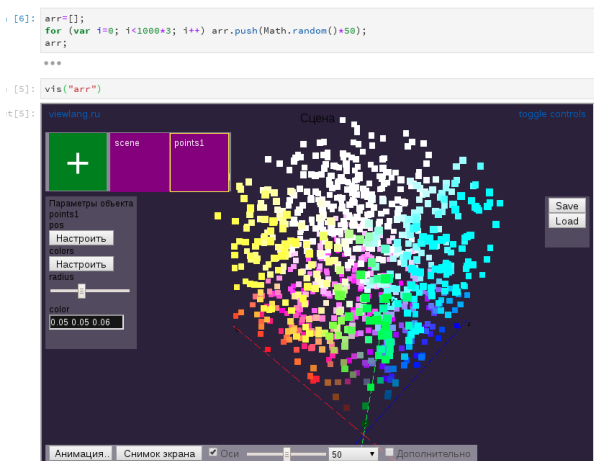 [6]:
arr=[];
for (var i=0; i<1000*3; i++) arr.push(Math.random()*50);
arr;
[5]:
vis("arr")
t[5]:
viewlang.ru
Сцена
toggle controls
+
scene
points1
Параметры объекта
points1
pos
Настроить
colors
Настроить
radius
color
0.05 0.05 0.06
Save
Load
Анимация..
Снимок экрана
Оси
50
Дополнительно